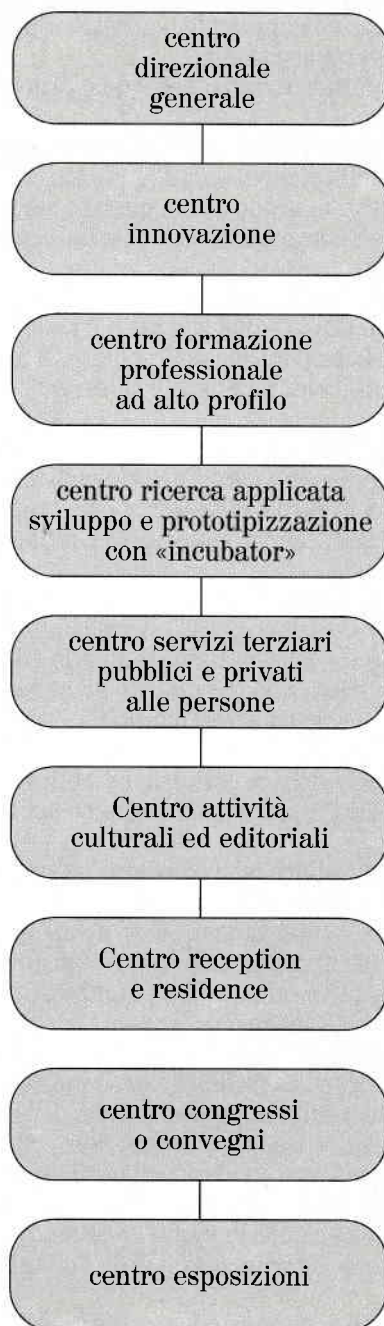 centro
direzionale
generale
centro
innovazione
centro formazione
professionale
ad alto profilo
centro ricerca applicata
sviluppo e prototipizzazione
con «incubator»
centro servizi terziari
pubblici e privati
alle persone
Centro attività
culturali ed editoriali
Centro reception
e residence
centro congressi
o convegni
centro esposizioni